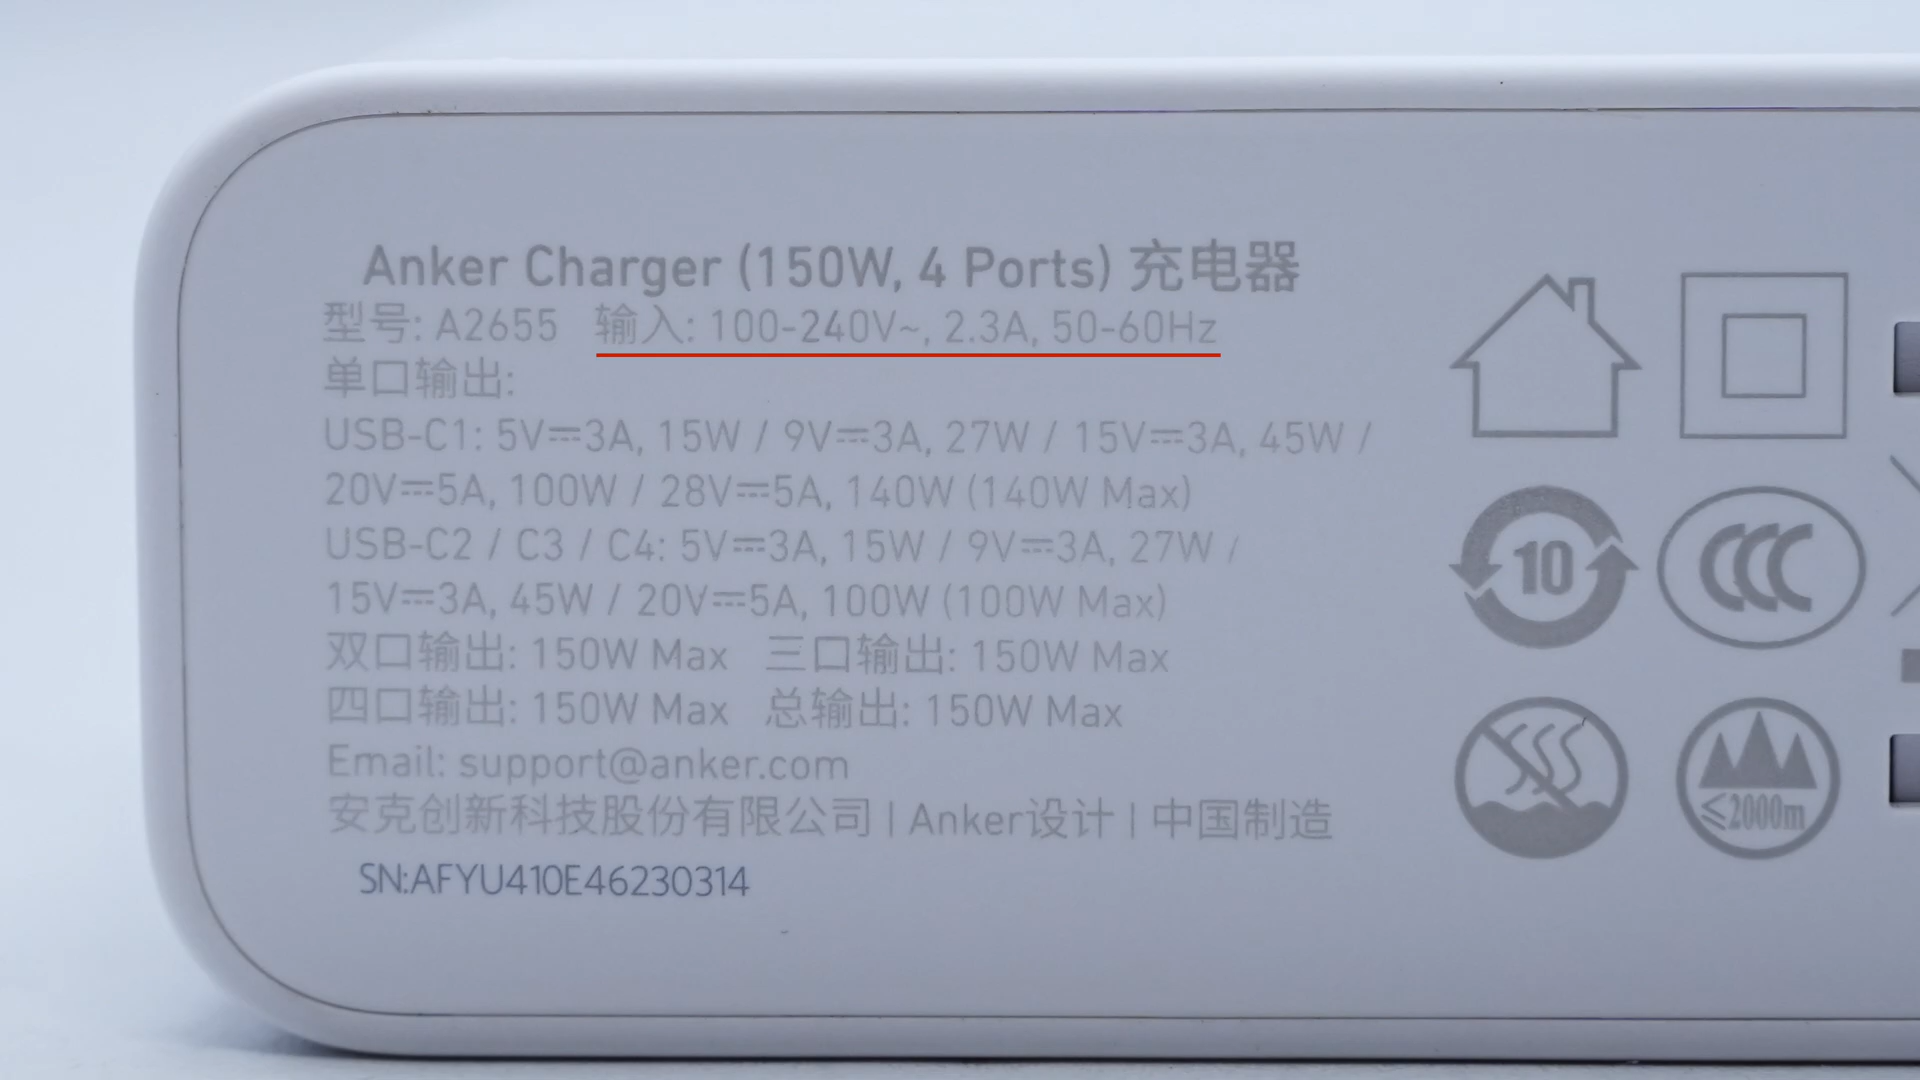 Anker Charger (150W, 4 Ports) 充电器
型号: A2655 输入: 100-240V~, 2.3A, 50-60Hz
单口输出:
USB-C1: 5V⎓3A, 15W / 9V⎓3A, 27W / 15V⎓3A, 45W /
20V⎓5A, 100W / 28V⎓5A, 140W (140W Max)
USB-C2 / C3 / C4: 5V⎓3A, 15W / 9V⎓3A, 27W /
15V⎓3A, 45W / 20V⎓5A, 100W (100W Max)
双口输出: 150W Max 三口输出: 150W Max
四口输出: 150W Max 总输出: 150W Max
Email: support@anker.com
安克创新科技股份有限公司 | Anker设计 | 中国制造
SN:AFYU410E46230314
10
CCC
≤2000m